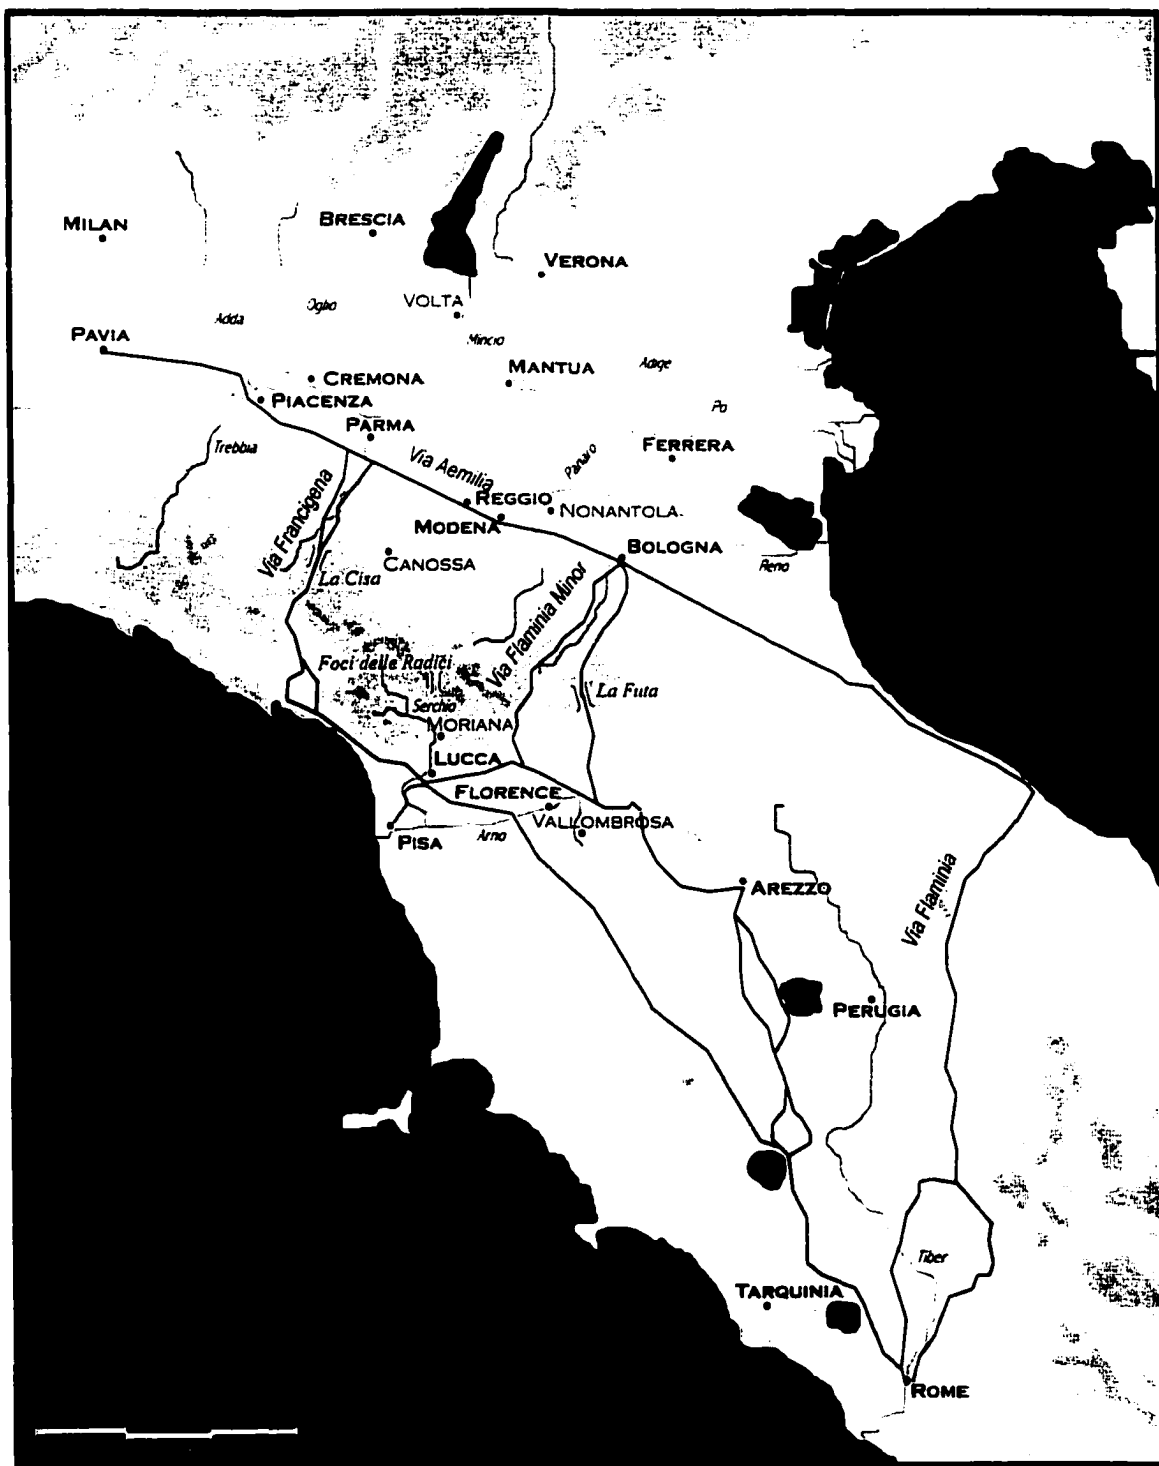 MILAN
BRESCIA
VERONA
VOLTA
Oglio
Adda
PAVIA
Mincio
MANTUA
Adige
CREMONA
PIACENZA
Po
PARMA
Trebbia
FERRERA
Via Aemilia
Panaro
Via Francigena
REGGIO
NONANTOLA
MODENA
BOLOGNA
CANOSSA
Reno
La Cisa
Via Flaminia Minor
Foci delle Radici
La Futa
Serchio
MORIANA
LUCCA
FLORENCE
VALLOMBROSA
PISA
Arno
AREZZO
Via Flaminia
PERUGIA
Tiber
TARQUINIA
ROME